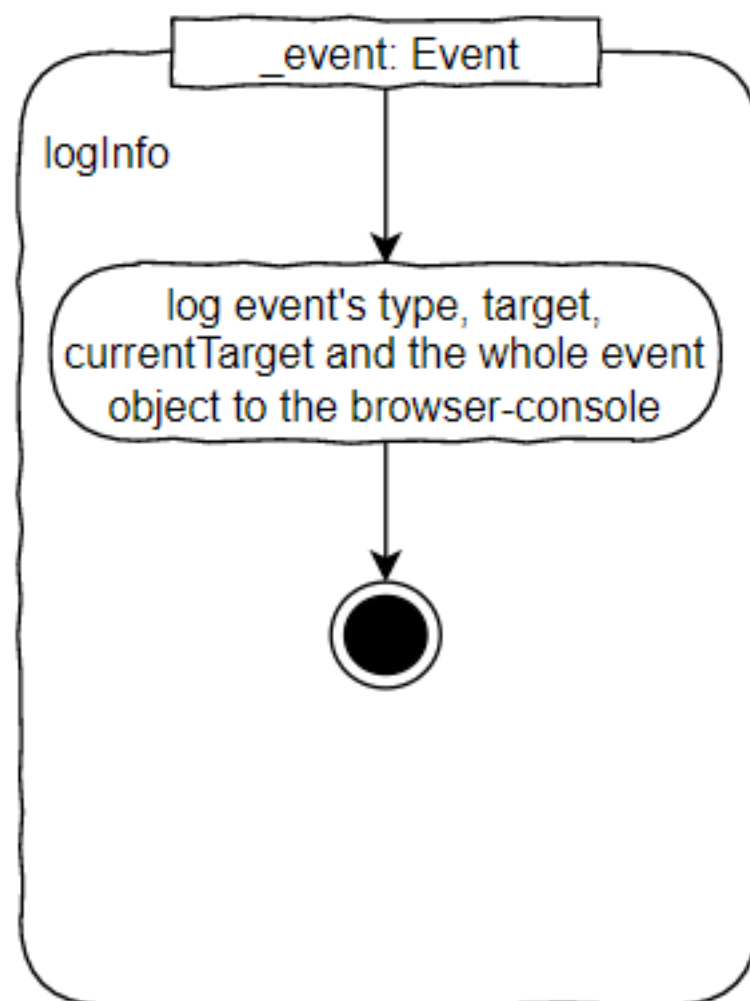 _event: Event
logInfo
log event's type, target,
currentTarget and the whole event
object to the browser-console